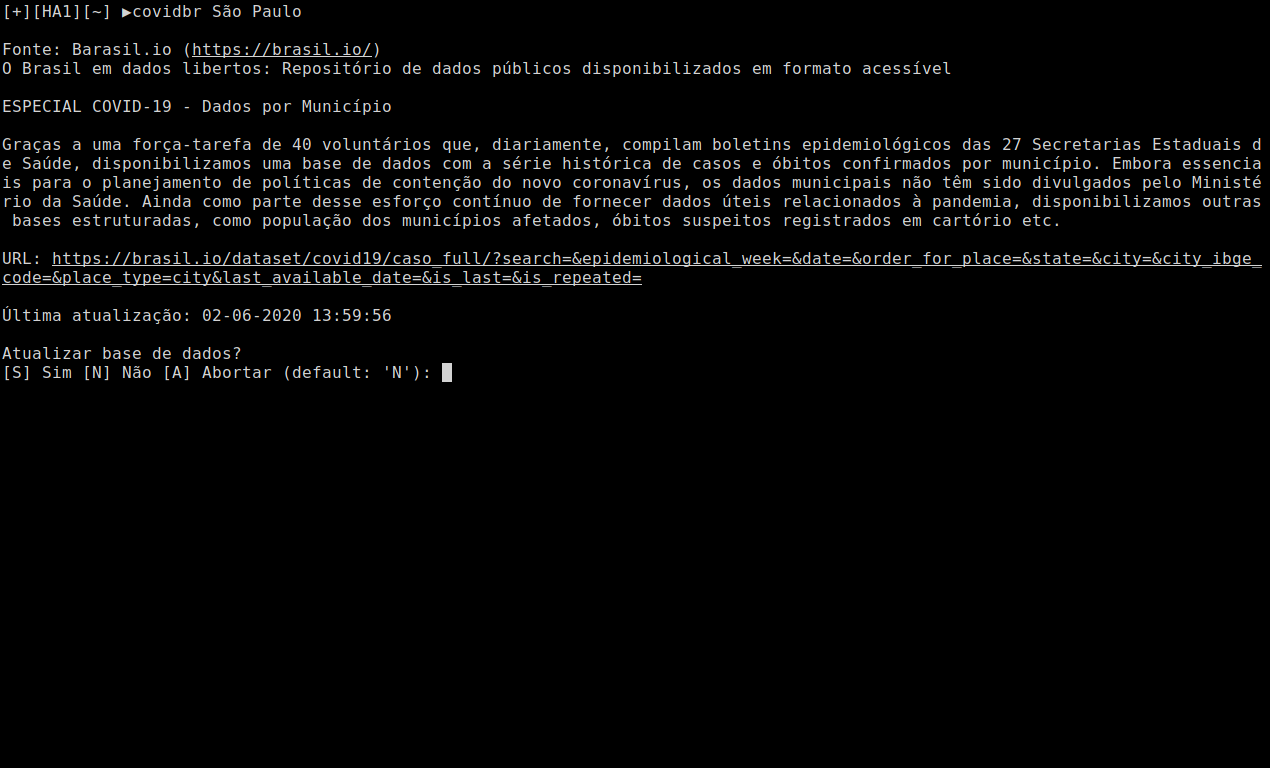 [+][HA1][~] ▶covidbr São Paulo
Fonte: Barasil.io (https://brasil.io/)
O Brasil em dados libertos: Repositório de dados públicos disponibilizados em formato acessível
ESPECIAL COVID-19 - Dados por Município
Graças a uma força-tarefa de 40 voluntários que, diariamente, compilam boletins epidemiológicos das 27 Secretarias Estaduais d
e Saúde, disponibilizamos uma base de dados com a série histórica de casos e óbitos confirmados por município. Embora essencia
is para o planejamento de políticas de contenção do novo coronavírus, os dados municipais não têm sido divulgados pelo Ministé
rio da Saúde. Ainda como parte desse esforço contínuo de fornecer dados úteis relacionados à pandemia, disponibilizamos outras
 bases estruturadas, como população dos municípios afetados, óbitos suspeitos registrados em cartório etc.
URL: https://brasil.io/dataset/covid19/caso_full/?search=&epidemiological_week=&date=&order_for_place=&state=&city=&city_ibge_
code=&place_type=city&last_available_date=&is_last=&is_repeated=
Última atualização: 02-06-2020 13:59:56
Atualizar base de dados?
[S] Sim [N] Não [A] Abortar (default: 'N'):